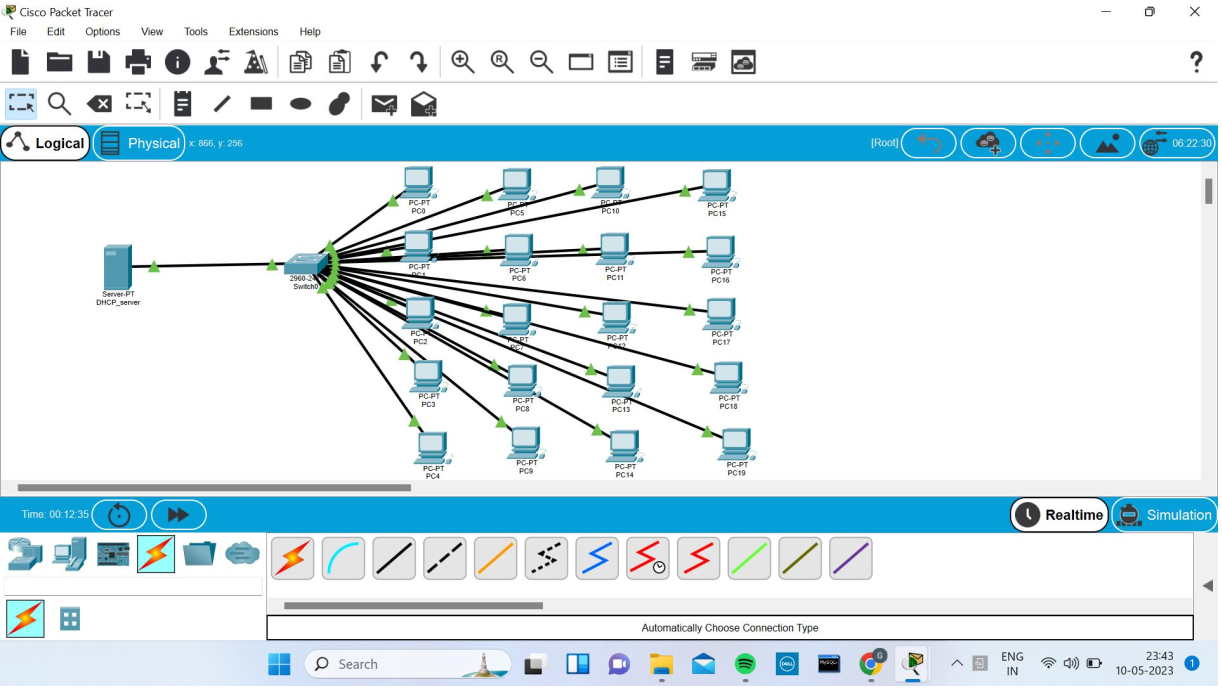 Cisco Packet Tracer
File Edit Options View Tools Extensions Help
Logical Physical x: 866, y: 256 [Root] 06:22:30
PC-PT
PC0
PC-PT
PC5
PC-PT
PC10
PC-PT
PC15
PC-PT
PC1
PC-PT
PC6
PC-PT
PC11
PC-PT
PC16
Server-PT
DHCP_server
2960-24
Switch0
PC-PT
PC2
PC-PT
PC7
PC-PT
PC12
PC-PT
PC17
PC-PT
PC3
PC-PT
PC8
PC-PT
PC13
PC-PT
PC18
PC-PT
PC4
PC-PT
PC9
PC-PT
PC14
PC-PT
PC19
Time: 00:12:35 Realtime Simulation
Automatically Choose Connection Type
Search
DELL
MySQL
G
ENG
IN
23:43
10-05-2023
1